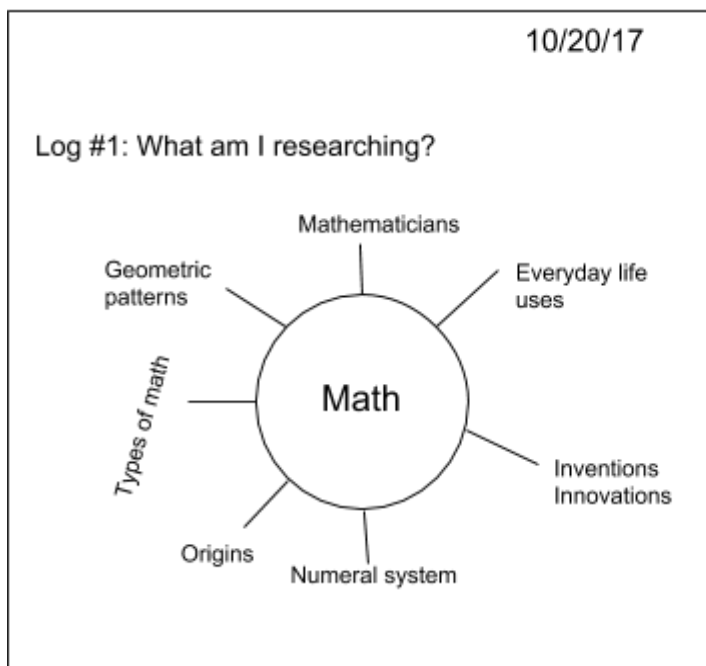 10/20/17
Log #1: What am I researching?
Mathematicians
Geometric
patterns
Everyday life
uses
Types of math
Math
Inventions
Innovations
Origins
Numeral system